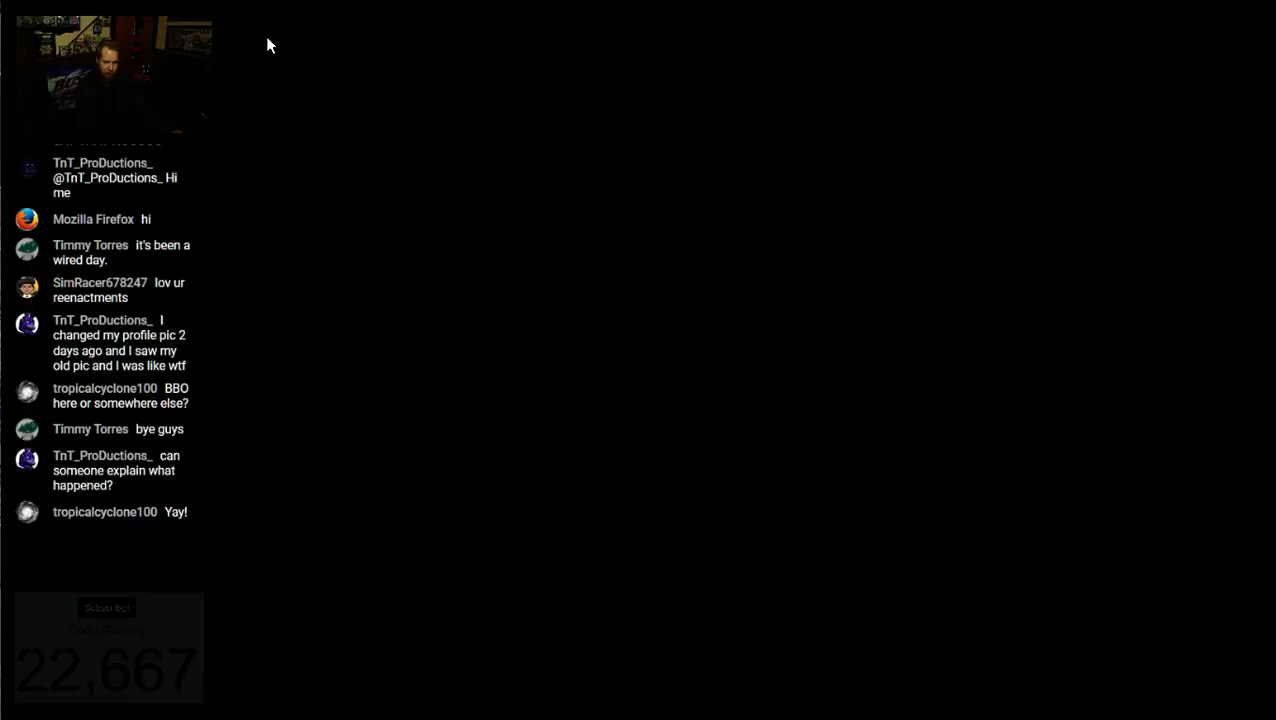 TnT_ProDuctions_
@TnT_ProDuctions_ Hi
me
Mozilla Firefox hi
Timmy Torres it's been a
wired day.
SimRacer678247 lov ur
reenactments
TnT_ProDuctions_ I
changed my profile pic 2
days ago and I saw my
old pic and I was like wtf
tropicalcyclone100 BBO
here or somewhere else?
Timmy Torres bye guys
TnT_ProDuctions_ can
someone explain what
happened?
tropicalcyclone100 Yay!
Subscribe!
22,667